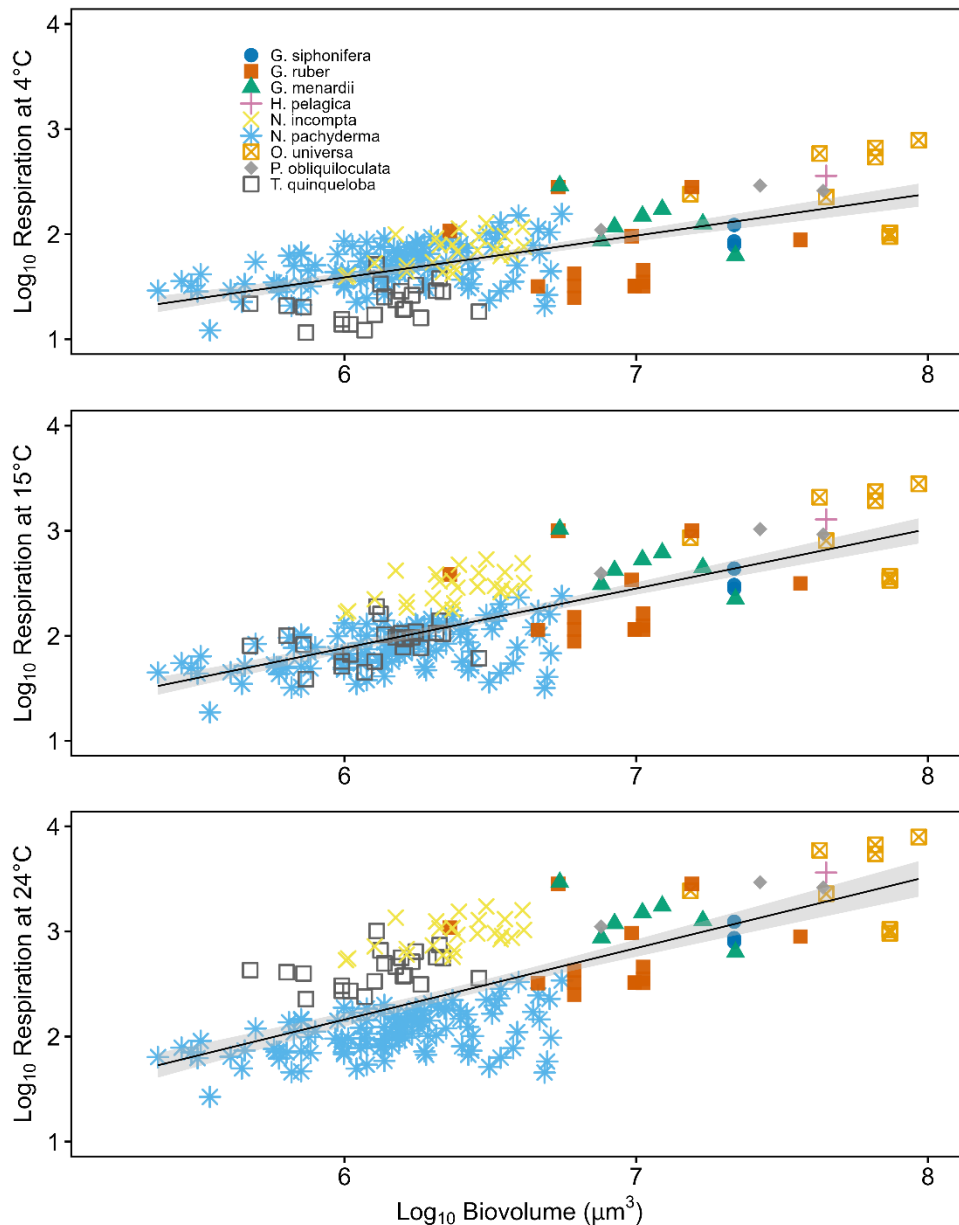 4
3
2
1
Log10 Respiration at 4°C
G. siphonifera
G. ruber
G. menardii
H. pelagica
N. incompta
N. pachyderma
O. universa
P. obliquiloculata
T. quinqueloba
6 7 8
4
3
2
1
Log10 Respiration at 15°C
6 7 8
4
3
2
1
Log10 Respiration at 24°C
6 7 8
Log10 Biovolume (μm³)